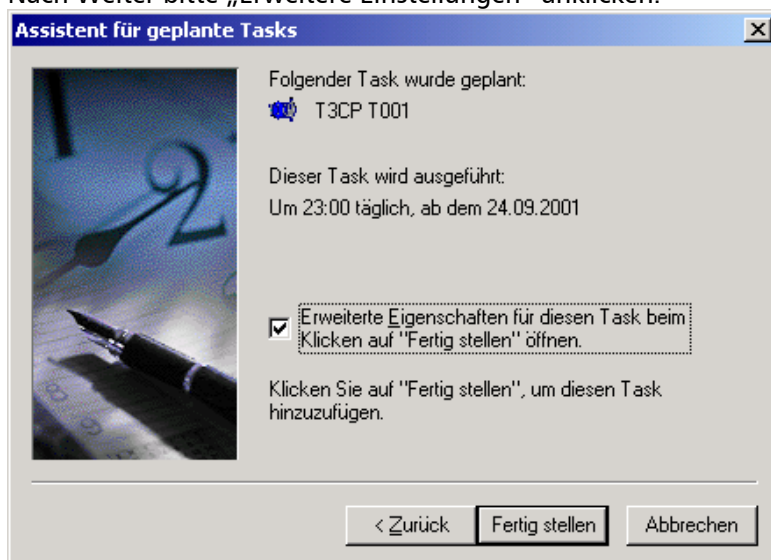 Nach Weiter bitte „Erweitere Einstellungen“ anklicken.
Assistent für geplante Tasks
Folgender Task wurde geplant:
T3CP T001
Dieser Task wird ausgeführt:
Um 23:00 täglich, ab dem 24.09.2001
Erweiterte Eigenschaften für diesen Task beim
Klicken auf "Fertig stellen" öffnen.
Klicken Sie auf "Fertig stellen", um diesen Task
hinzuzufügen.
< Zurück
Fertig stellen
Abbrechen